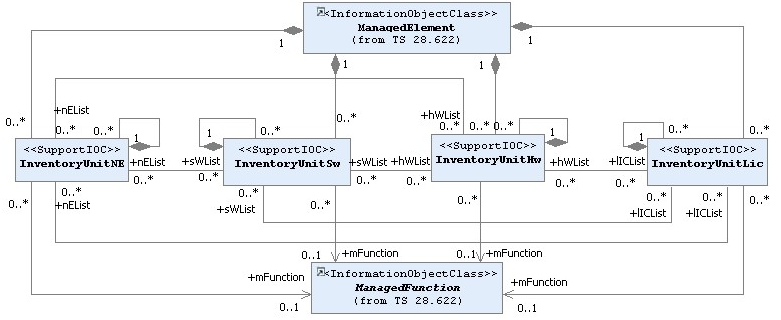 <<InformationObjectClass>>
ManagedElement
(from TS 28.622)
1
1
1
1
+nEList
+hWList
0..*
0..*
0..*
1
1
0..*
0..*
0..*
0..*
0..*
1
1
0..*
0..*
<<SupportIOC>>
InventoryUnitNE
<<SupportIOC>>
InventoryUnitSw
<<SupportIOC>>
InventoryUnitHw
<<SupportIOC>>
InventoryUnitLic
+nEList
+sWList
+sWList
+hWList
+hWList
+lICList
0..*
0..*
0..*
0..*
0..*
0..*
0..*
0..*
0..*
0..*
0..*
0..*
0..*
0..*
+nEList
+sWList
+lICList
+lICList
0..1
+mFunction
0..1
+mFunction
<<InformationObjectClass>>
ManagedFunction
(from TS 28.622)
+mFunction
0..1
+mFunction
0..1